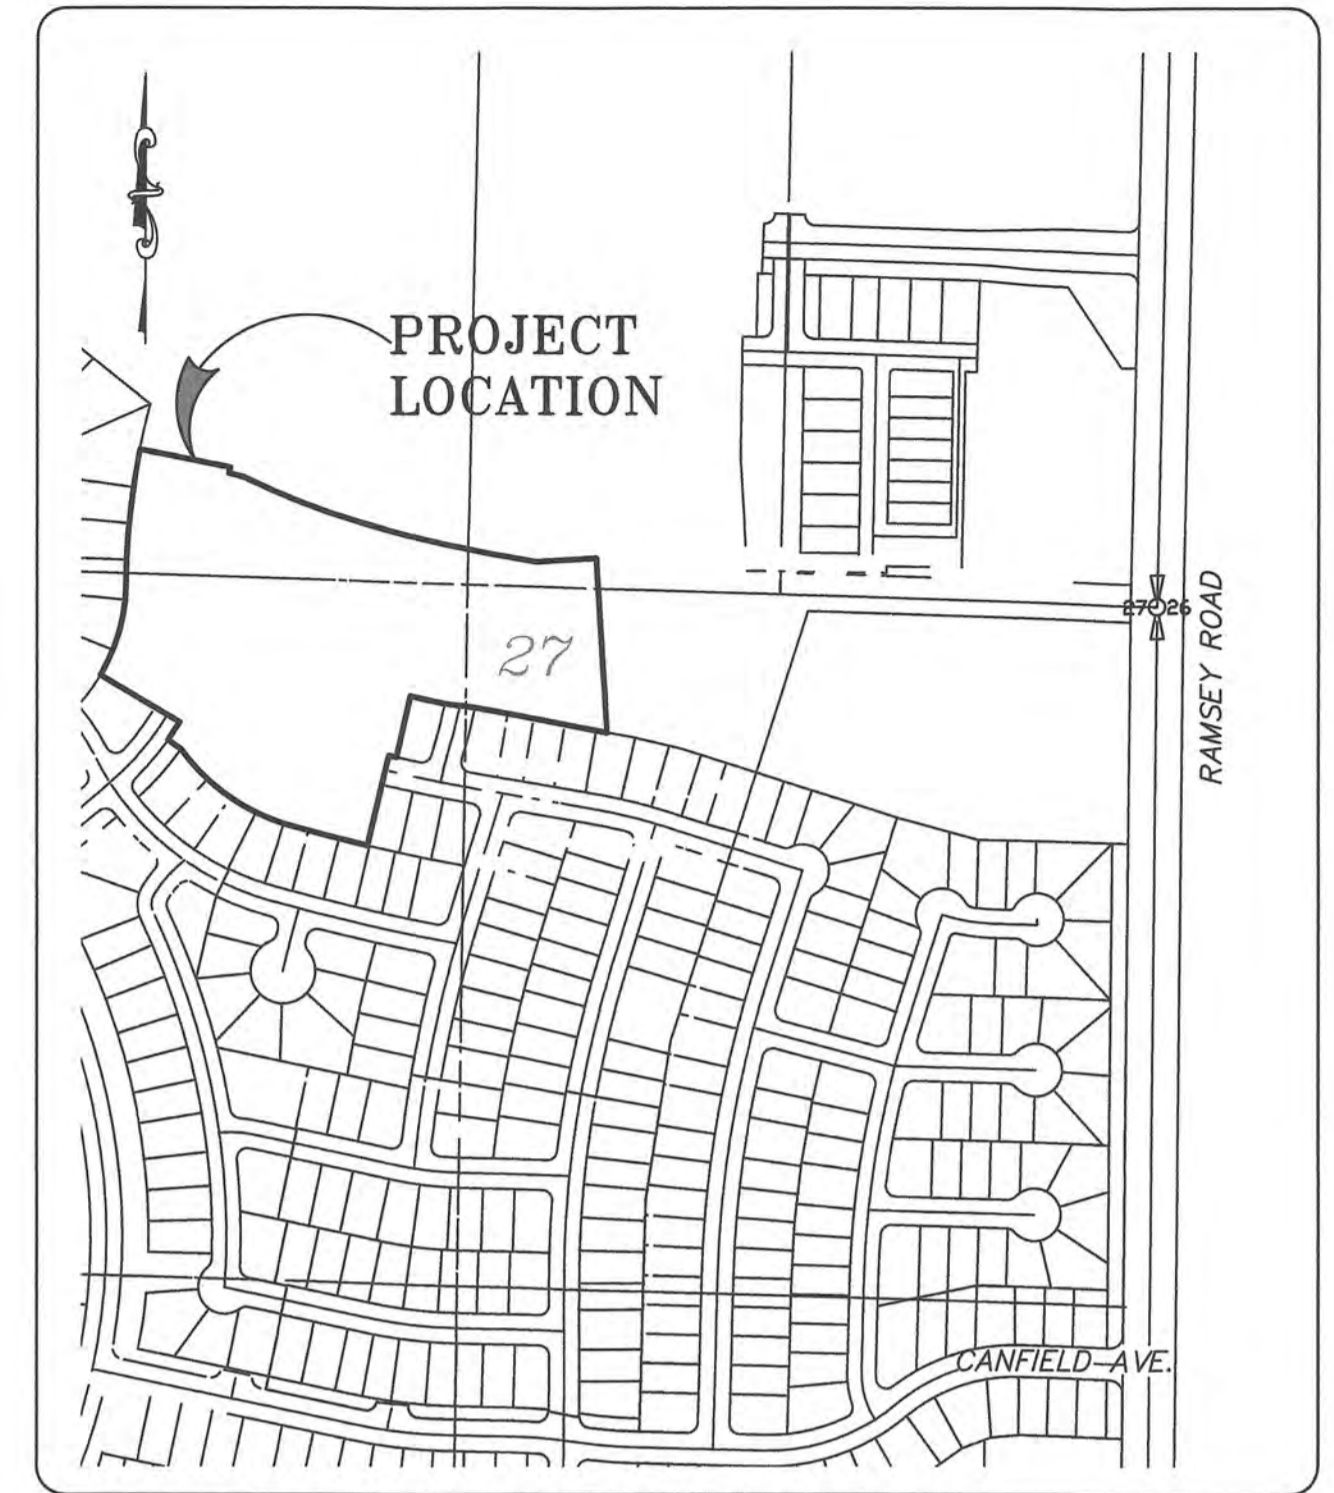 PROJECT
LOCATION
27
27 26
RAMSEY ROAD
CANFIELD AVE.